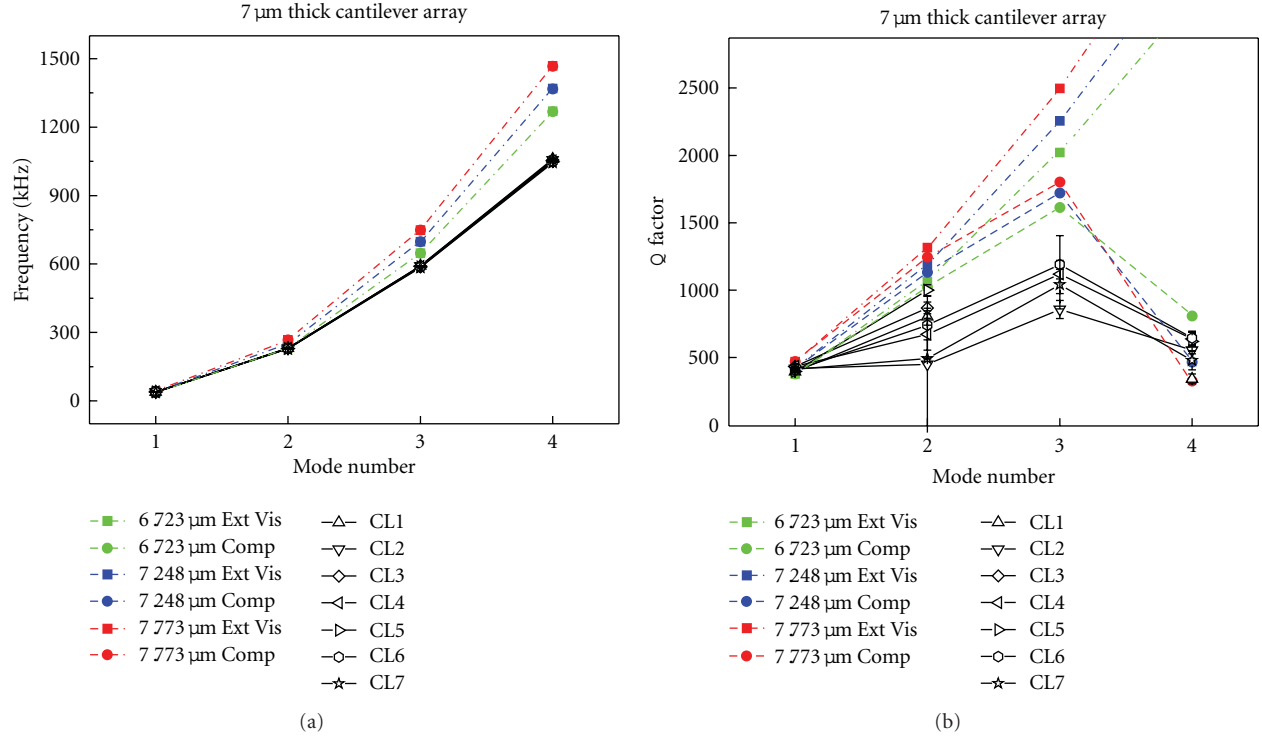 7 µm thick cantilever array
Frequency (kHz)
1500
1200
900
600
300
0
1 2 3 4
Mode number
6.723 µm Ext Vis
6.723 µm Comp
7 248 µm Ext Vis
7 248 µm Comp
7.773 µm Ext Vis
7.773 µm Comp
CL1
CL2
CL3
CL4
CL5
CL6
CL7
(a)
7 µm thick cantilever array
Q factor
2500
2000
1500
1000
500
0
1 2 3 4
Mode number
6.723 µm Ext Vis
6.723 µm Comp
7 248 µm Ext Vis
7 248 µm Comp
7.773 µm Ext Vis
7.773 µm Comp
CL1
CL2
CL3
CL4
CL5
CL6
CL7
(b)